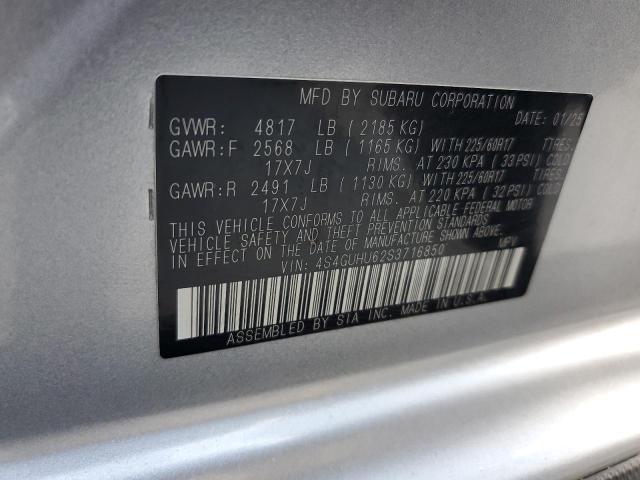 MFD BY SUBARU CORPORATION
DATE: 01/25
GVWR: 4817 LB ( 2185 KG)
GAWR:F 2568 LB ( 1165 KG) WITH 225/60R17 TIRES.
17X7J RIMS. AT 230 KPA ( 33 PSI) COLD
GAWR:R 2491 LB ( 1130 KG) WITH 225/60R17 TIRES.
17X7J RIMS. AT 220 KPA ( 32 PSI) COLD
THIS VEHICLE CONFORMS TO ALL APPLICABLE FEDERAL MOTOR
VEHICLE SAFETY AND THEFT PREVENTION STANDARDS
IN EFFECT ON THE DATE OF MANUFACTURE SHOWN ABOVE.
VIN: 4S4GUHU62S3716850 MPV
ASSEMBLED BY SIA INC. MADE IN U.S.A.